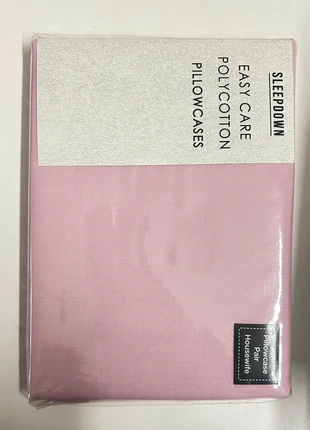 SLEEPDOWN
EASY CARE
POLYCOTTON
PILLOWCASES
Pillowcase
Pair
Housewife